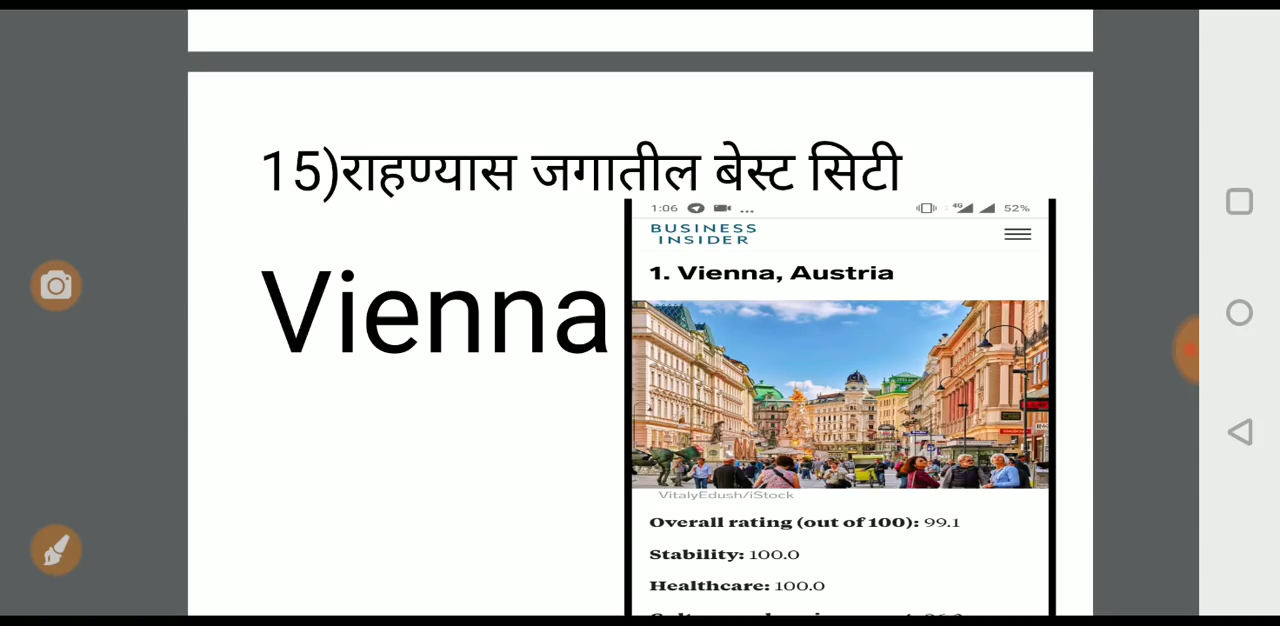 15)राहण्यास जगातील बेस्ट सिटी
Vienna
1:06 ... 4G 52%
BUSINESS
INSIDER
1. Vienna, Austria
VitalyEdush/iStock
Overall rating (out of 100): 99.1
Stability: 100.0
Healthcare: 100.0